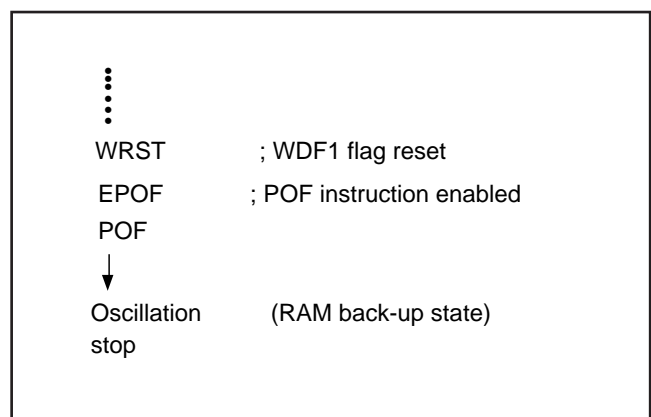 WRST ; WDF1 flag reset
EPOF ; POF instruction enabled
POF
Oscillation (RAM back-up state)
stop